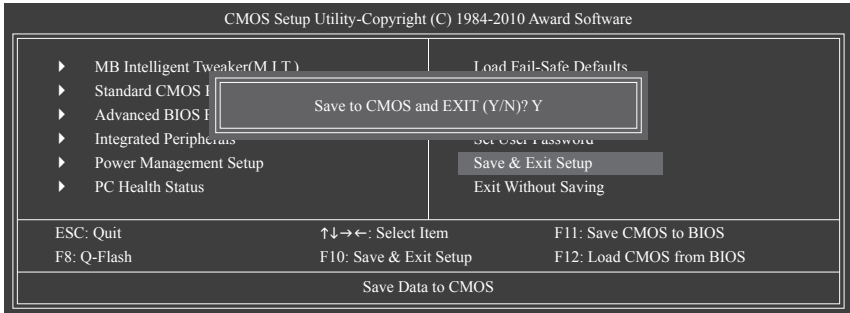 CMOS Setup Utility-Copyright (C) 1984-2010 Award Software
MB Intelligent Tweaker(M.I.T.)
Load Fail-Safe Defaults
Standard CMOS
Advanced BIOS
Save to CMOS and EXIT (Y/N)? Y
Integrated Peripherals
Set User Password
Power Management Setup
Save & Exit Setup
PC Health Status
Exit Without Saving
ESC: Quit
↑↓→←: Select Item
F11: Save CMOS to BIOS
F8: Q-Flash
F10: Save & Exit Setup
F12: Load CMOS from BIOS
Save Data to CMOS